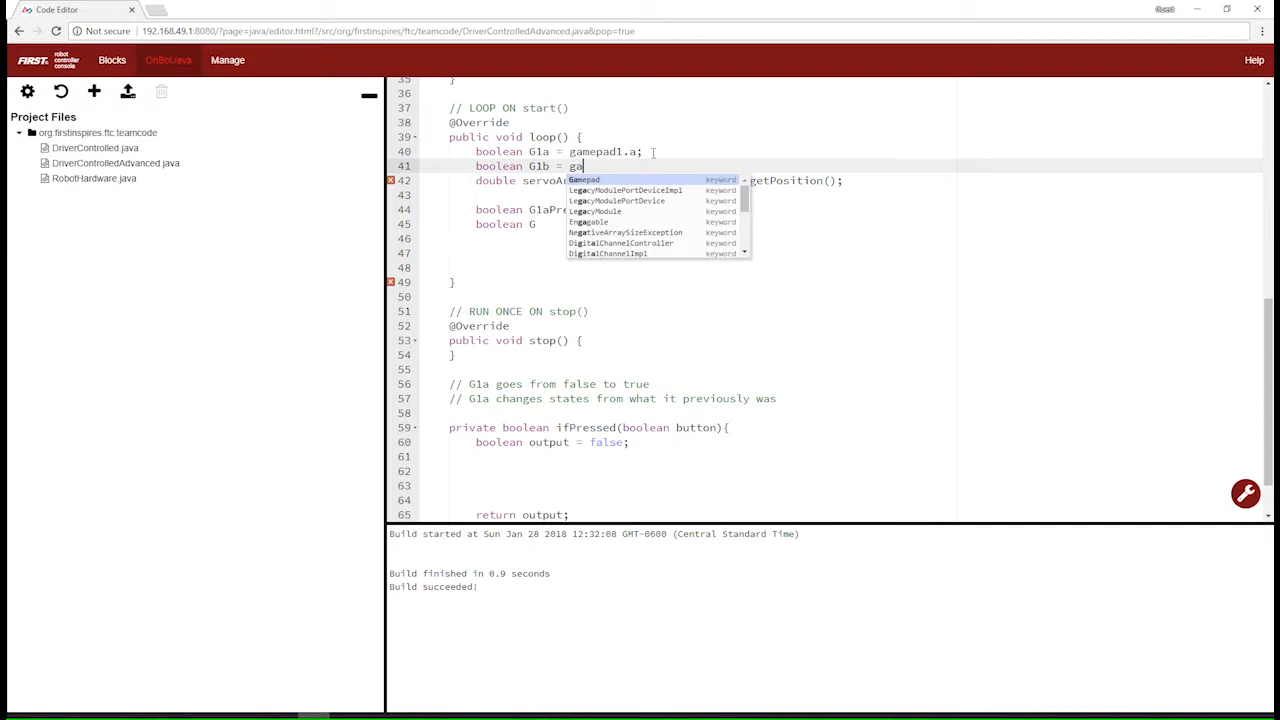 Code Editor
Guest
Not secure | 192.168.49.1:8080/?page=java/editor.html?/src/org/firstinspires/ftc/teamcode/DriverControlledAdvanced.java&pop=true
FIRST robot controller console Blocks OnBotJava Manage Help
Project Files
org.firstinspires.ftc.teamcode
DriverControlled.java
DriverControlledAdvanced.java
RobotHardware.java
35 }
36
37 // LOOP ON start()
38 @Override
39 public void loop() {
40 boolean G1a = gamepad1.a;
41 boolean G1b = ga
Gamepad keyword
42 double servoAr getPosition();
LegacyModulePortDeviceImpl keyword
LegacyModulePortDevice keyword
43
44 boolean G1aPre
LegacyModule keyword
Engagable keyword
45 boolean G
NegativeArraySizeException keyword
46
DigitalChannelController keyword
47
DigitalChannelImpl keyword
48
49 }
50
51 // RUN ONCE ON stop()
52 @Override
53 public void stop() {
54 }
55
56 // G1a goes from false to true
57 // G1a changes states from what it previously was
58
59 private boolean ifPressed(boolean button){
60 boolean output = false;
61
62
63
64
65 return output;
Build started at Sun Jan 28 2018 12:32:08 GMT-0600 (Central Standard Time)
Build finished in 0.9 seconds
Build succeeded!